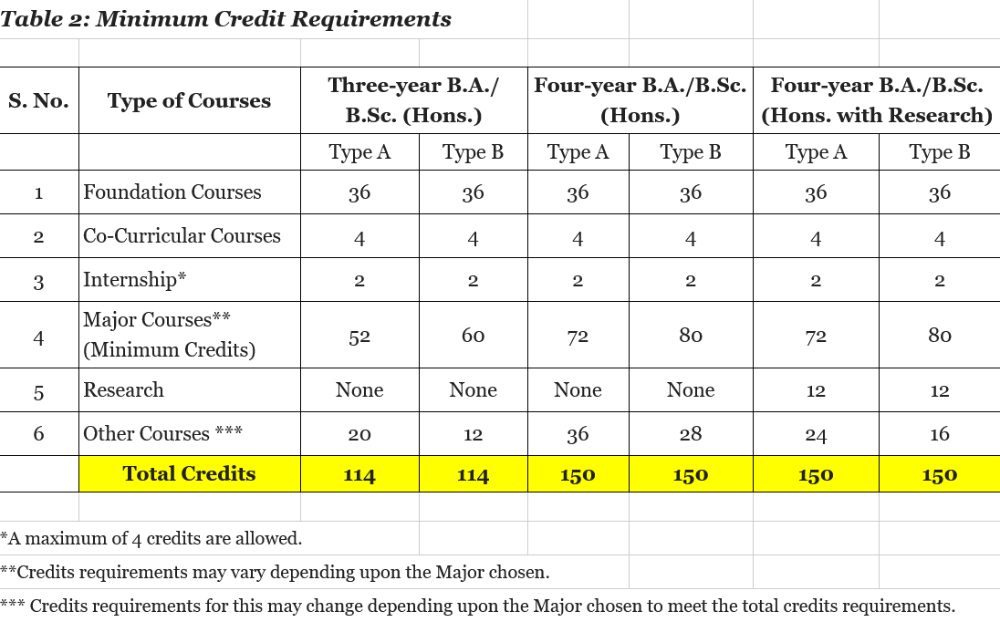 Table 2: Minimum Credit Requirements
S. No. Type of Courses Three-year B.A./ B.Sc. (Hons.) Four-year B.A./B.Sc. (Hons.) Four-year B.A./B.Sc. (Hons. with Research)
Type A Type B Type A Type B Type A Type B
1 Foundation Courses 36 36 36 36 36 36
2 Co-Curricular Courses 4 4 4 4 4 4
3 Internship* 2 2 2 2 2 2
4 Major Courses** (Minimum Credits) 52 60 72 80 72 80
5 Research None None None None 12 12
6 Other Courses *** 20 12 36 28 24 16
Total Credits 114 114 150 150 150 150
*A maximum of 4 credits are allowed.
**Credits requirements may vary depending upon the Major chosen.
*** Credits requirements for this may change depending upon the Major chosen to meet the total credits requirements.